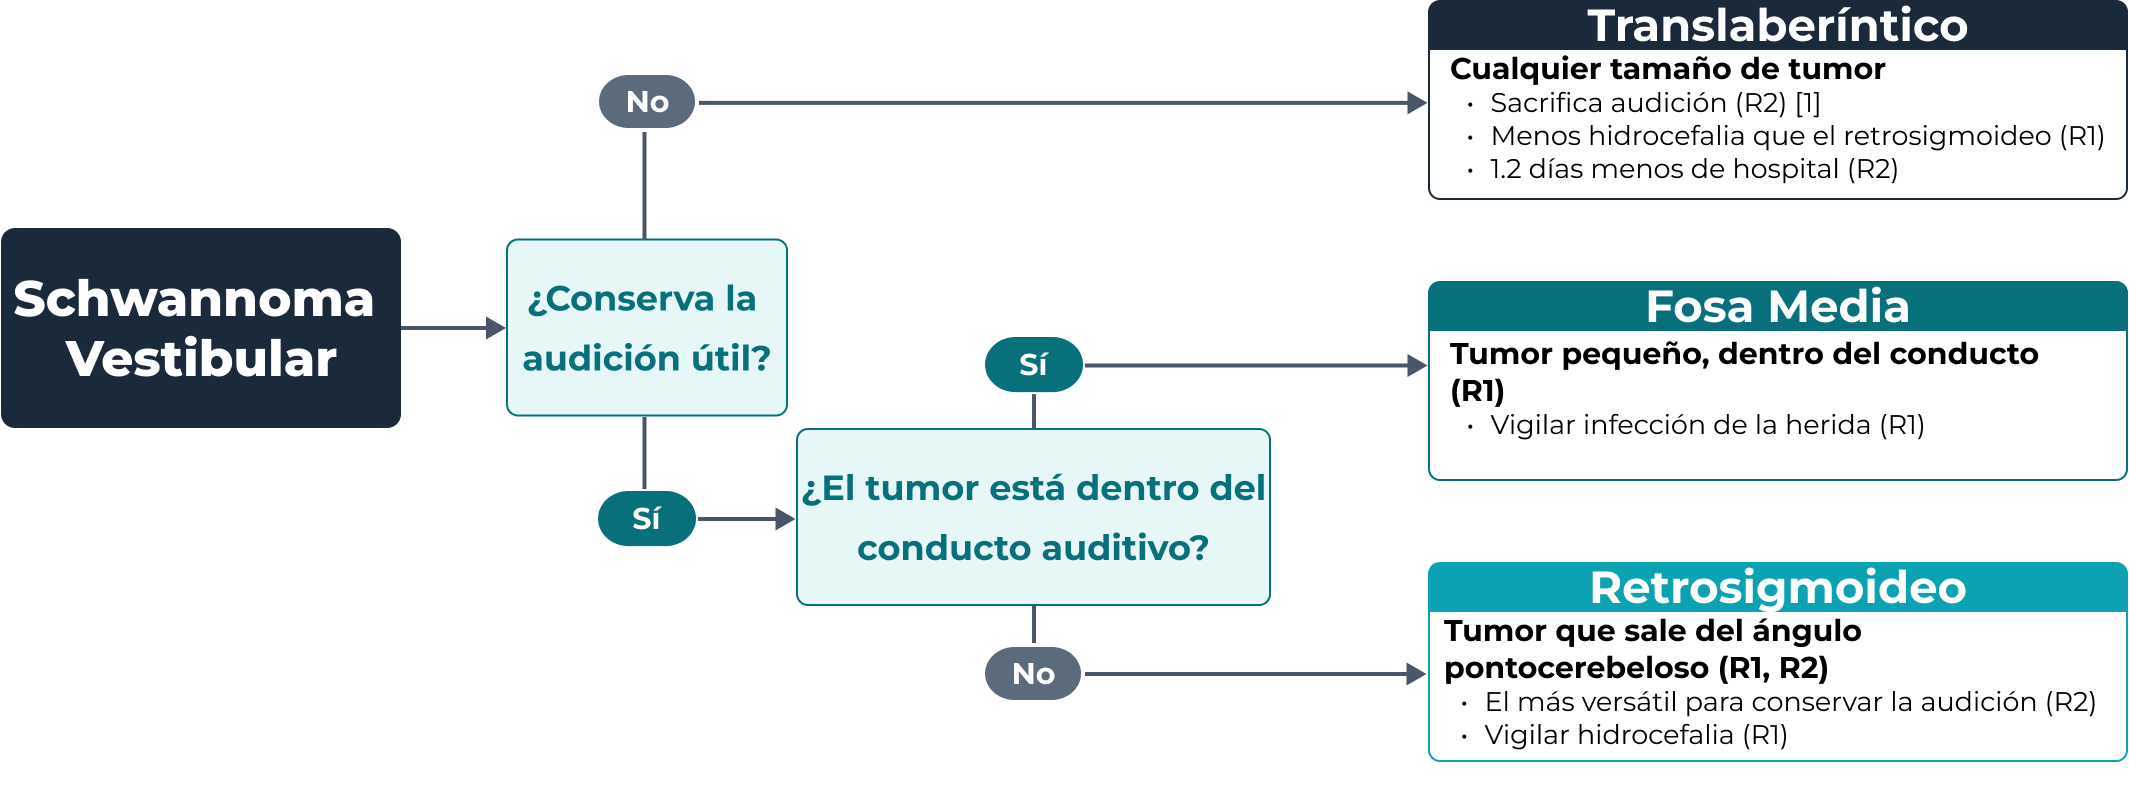 Schwannoma
Vestibular
¿Conserva la
audición útil?
No
Sí
¿El tumor está dentro del
conducto auditivo?
Sí
No
Translaberíntico
Cualquier tamaño de tumor
• Sacrifica audición (R2) [1]
• Menos hidrocefalia que el retrosigmoideo (R1)
• 1.2 días menos de hospital (R2)
Fosa Media
Tumor pequeño, dentro del conducto
(R1)
• Vigilar infección de la herida (R1)
Retrosigmoideo
Tumor que sale del ángulo
pontocerebeloso (R1, R2)
• El más versátil para conservar la audición (R2)
• Vigilar hidrocefalia (R1)